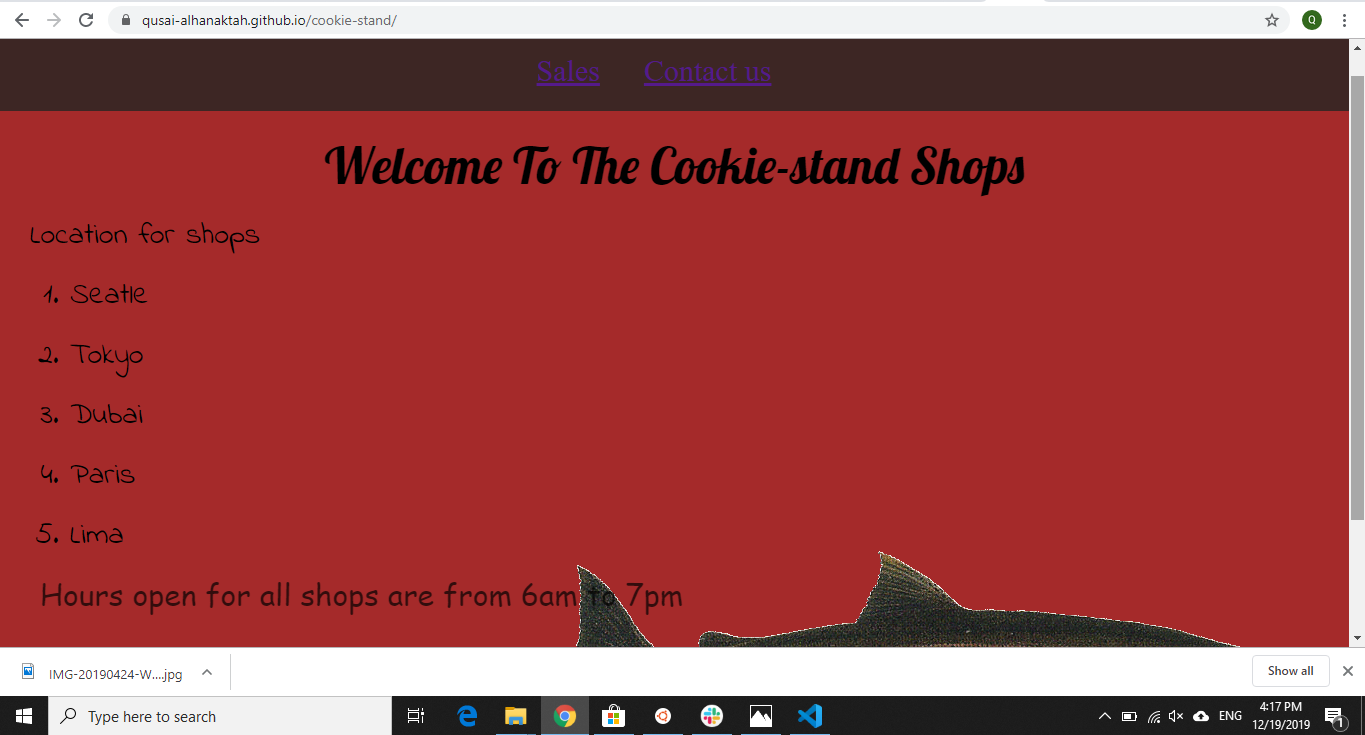 qusai-alhanaktah.github.io/cookie-stand/
Q
Sales Contact us
Welcome To The Cookie-stand Shops
Location for shops
1. Seatle
2. Tokyo
3. Dubai
4. Paris
5. Lima
Hours open for all shops are from 6am to 7pm
IMG-20190424-W....jpg
Show all
Type here to search
ENG
4:17 PM
12/19/2019
1